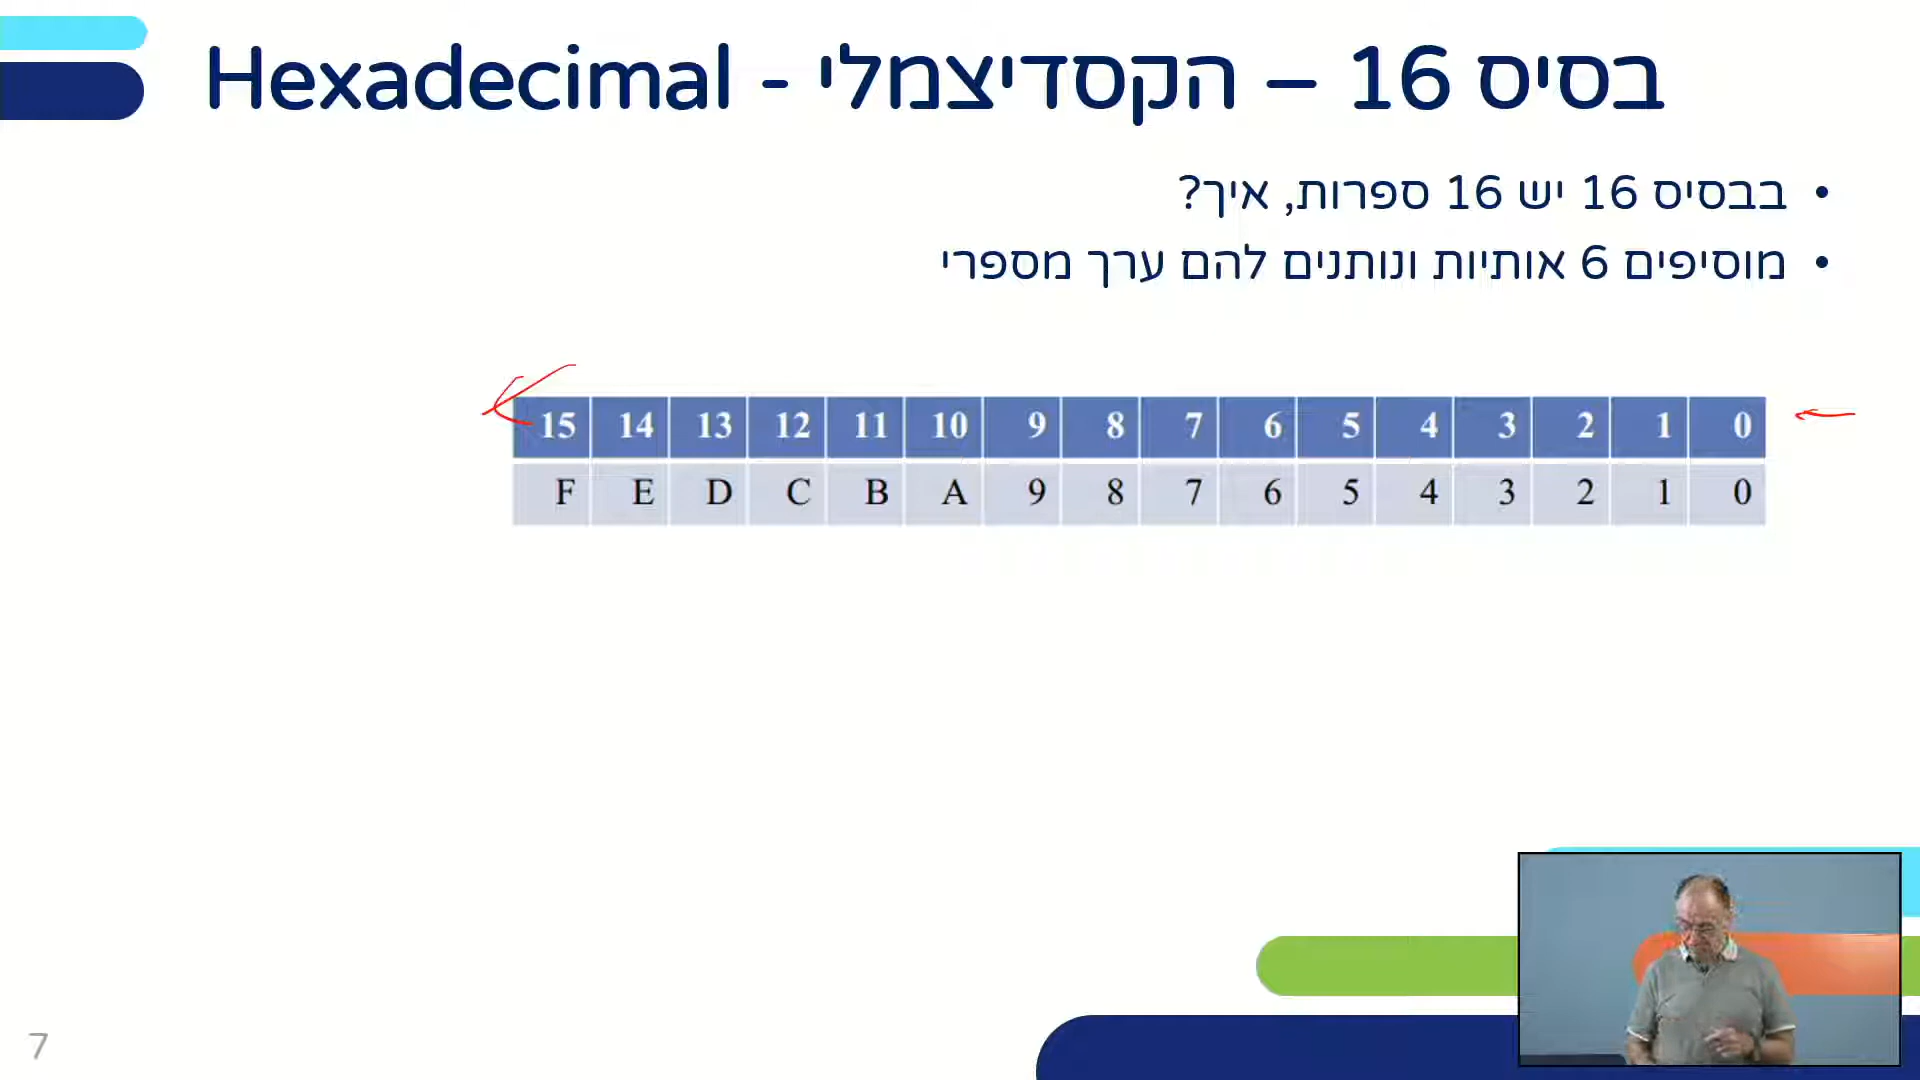 בסיס 16 – הקסדיצמלי - Hexadecimal
• בבסיס 16 יש 16 ספרות, איך?
• מוסיפים 6 אותיות ונותנים להם ערך מספרי
15 14 13 12 11 10 9 8 7 6 5 4 3 2 1 0
F E D C B A 9 8 7 6 5 4 3 2 1 0
7